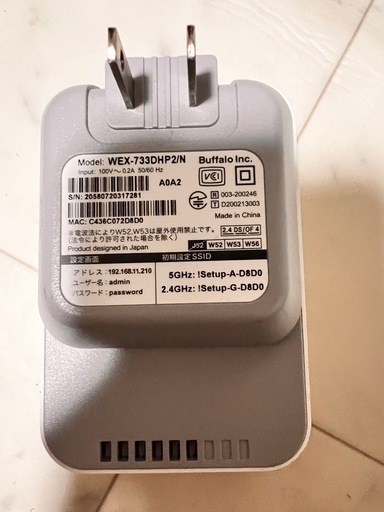 Model: WEX-733DHP2/N
Buffalo Inc.
Input: 100V～ 0.2A 50/60 Hz
A0A2
S/N: 20580720317281
MAC: C436C072D8D0
VCI
R 003-200246
T D200213003
Made in China
※電波法によりW52,W53は屋外使用禁止です。
(法令により許可された場合を除く)
Product designed in Japan
2.4 DS/OF 4
J52 W52 W53 W56
設定画面
初期設定SSID
アドレス : 192.168.11.210
ユーザー名 : admin
パスワード : password
5GHz: !Setup-A-D8D0
2.4GHz: !Setup-G-D8D0